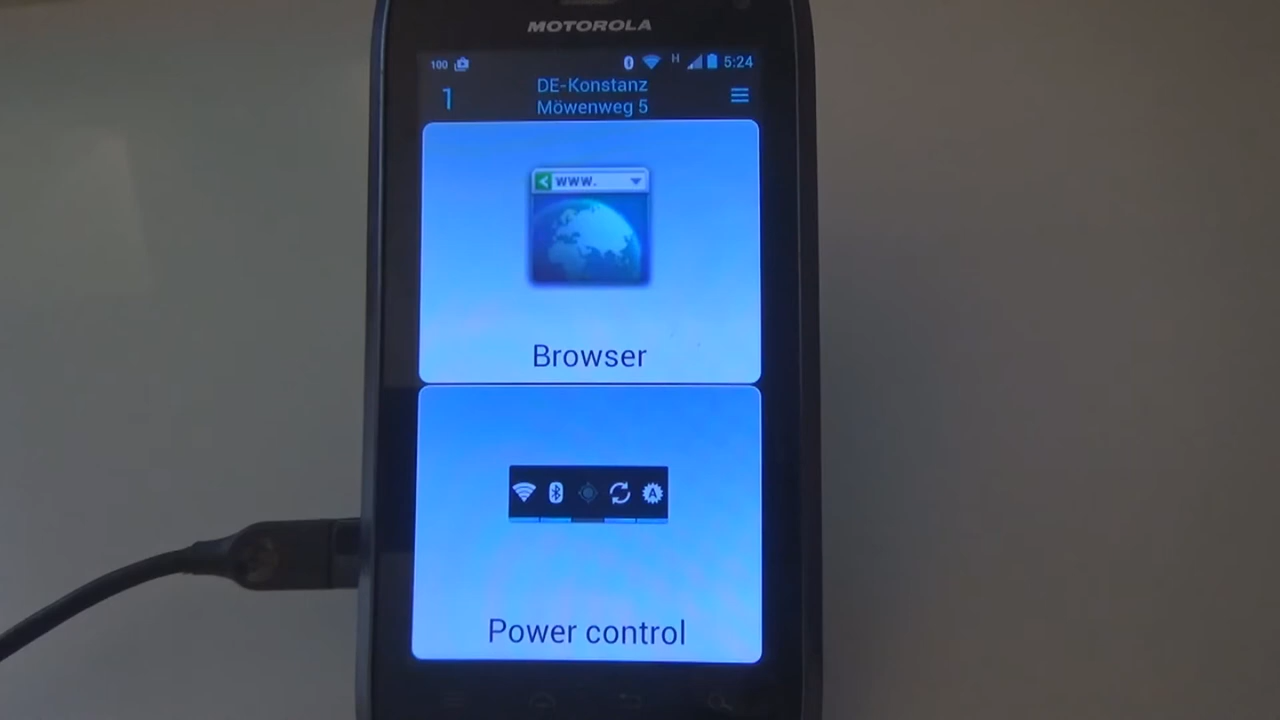 MOTOROLA
100 H 5:24
1
DE-Konstanz
Möwenweg 5
www.
Browser
A
Power control